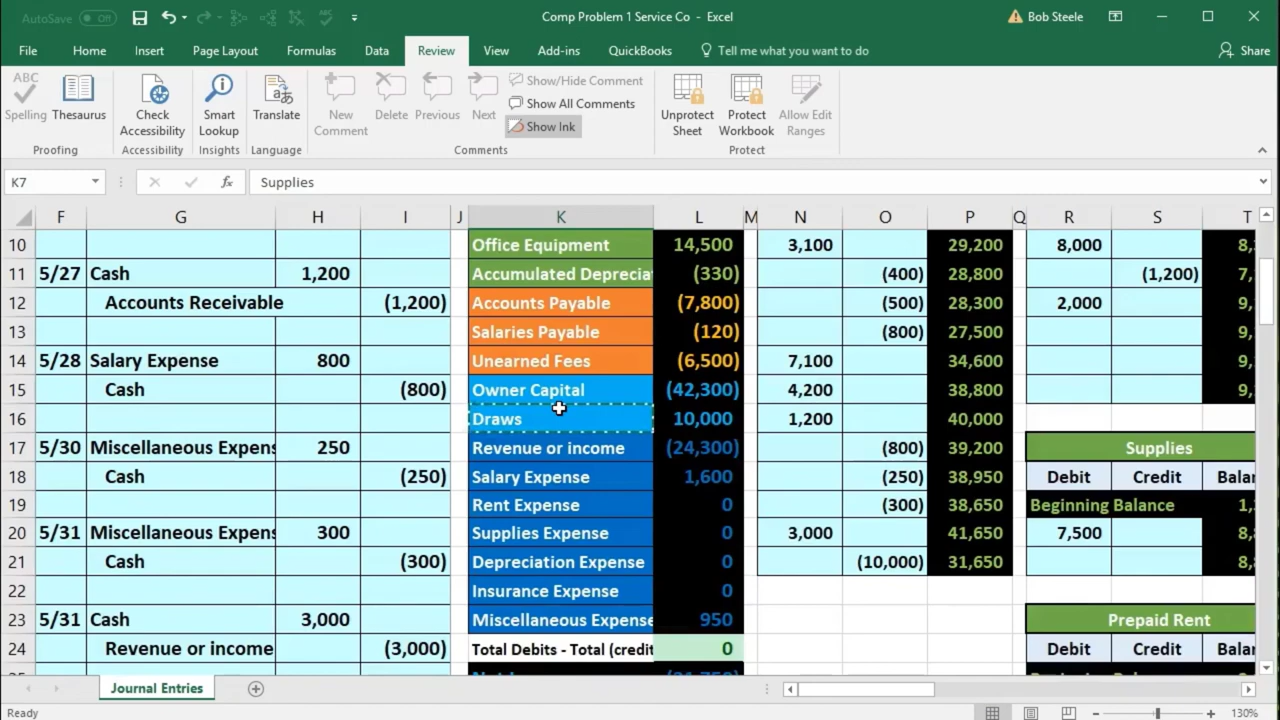 AutoSave Off Comp Problem 1 Service Co - Excel Bob Steele
File Home Insert Page Layout Formulas Data Review View Add-ins QuickBooks Tell me what you want to do Share
ABC
Spelling Thesaurus Check Accessibility Smart Lookup Translate New Comment Delete Previous Next Show/Hide Comment Show All Comments Show Ink Unprotect Sheet Protect Workbook Allow Edit Ranges
Proofing Accessibility Insights Language Comments Protect
K7 fx Supplies
F G H I J K L M N O P Q R S T
10 Office Equipment 14,500 3,100 29,200 8,000 8,
11 5/27 Cash 1,200 Accumulated Deprecia (330) (400) 28,800 (1,200) 7,
12 Accounts Receivable (1,200) Accounts Payable (7,800) (500) 28,300 2,000 9,
13 Salaries Payable (120) (800) 27,500 9,
14 5/28 Salary Expense 800 Unearned Fees (6,500) 7,100 34,600 9,
15 Cash (800) Owner Capital (42,300) 4,200 38,800 9,
16 Draws 10,000 1,200 40,000
17 5/30 Miscellaneous Expens 250 Revenue or income (24,300) (800) 39,200 Supplies
18 Cash (250) Salary Expense 1,600 (250) 38,950 Debit Credit Balar
19 Rent Expense 0 (300) 38,650 Beginning Balance 1,
20 5/31 Miscellaneous Expens 300 Supplies Expense 0 3,000 41,650 7,500 8,
21 Cash (300) Depreciation Expense 0 (10,000) 31,650 8,
22 Insurance Expense 0
23 5/31 Cash 3,000 Miscellaneous Expense 950 Prepaid Rent
24 Revenue or income (3,000) Total Debits - Total (credit 0 Debit Credit Balar
Journal Entries
Ready 130%